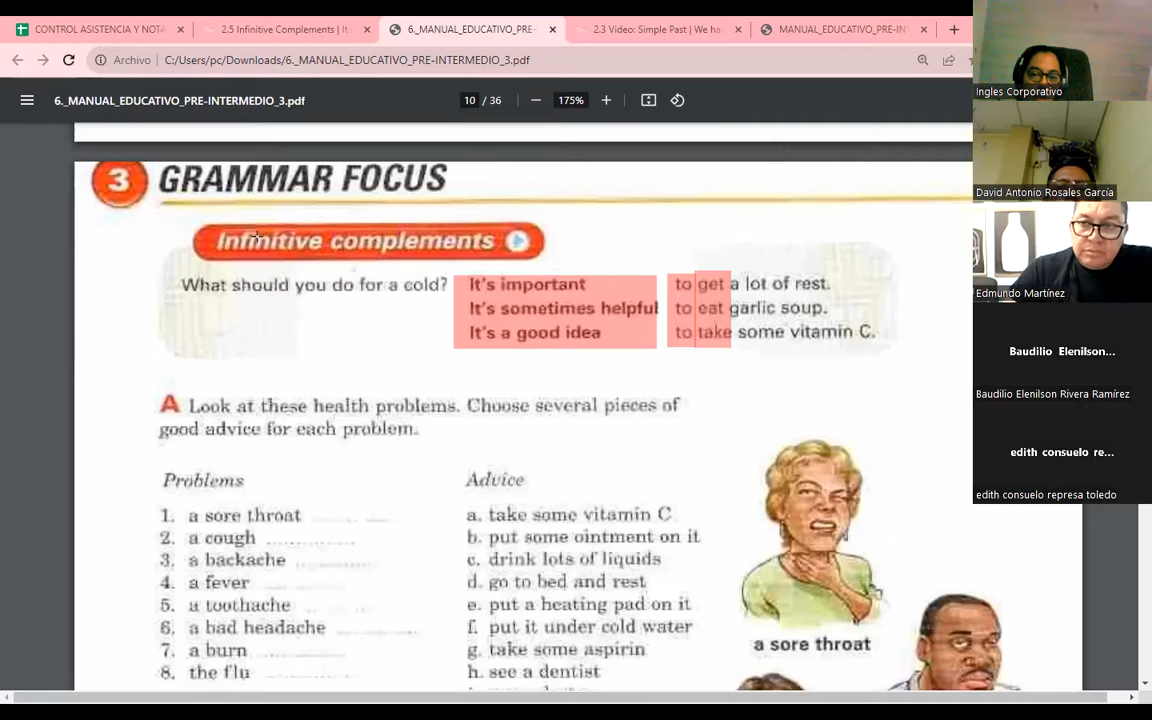 CONTROL ASISTENCIA Y NOTA
2.5 Infinitive Complements | It
6._MANUAL_EDUCATIVO_PRE-
2.3 Video: Simple Past | We ha
MANUAL_EDUCATIVO_PRE-INT
Archivo
C:/Users/pc/Downloads/6._MANUAL_EDUCATIVO_PRE-INTERMEDIO_3.pdf
6._MANUAL_EDUCATIVO_PRE-INTERMEDIO_3.pdf
10 / 36
175%
3 GRAMMAR FOCUS
Infinitive complements
What should you do for a cold? It's important to get a lot of rest.
It's sometimes helpful to eat garlic soup.
It's a good idea to take some vitamin C.
A Look at these health problems. Choose several pieces of
good advice for each problem.
Problems
1. a sore throat
2. a cough
3. a backache
4. a fever
5. a toothache
6. a bad headache
7. a burn
8. the flu
Advice
a. take some vitamin C
b. put some ointment on it
c. drink lots of liquids
d. go to bed and rest
e. put a heating pad on it
f. put it under cold water
g. take some aspirin
h. see a dentist
a sore throat
Ingles Corporativo
David Antonio Rosales García
Edmundo Martínez
Baudilio Elenilson...
Baudilio Elenilson Rivera Ramírez
edith consuelo re...
edith consuelo represa toledo